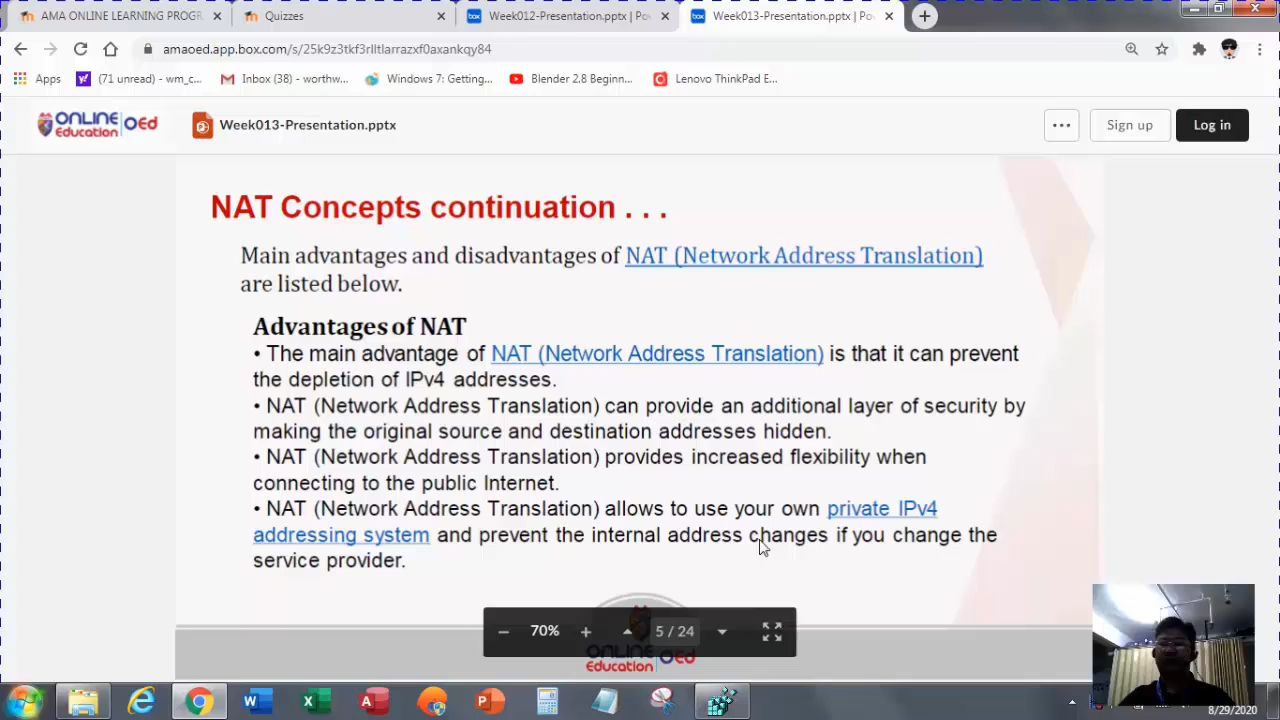 AMA ONLINE LEARNING PROGR
Quizzes
Week012-Presentation.pptx | Po
Week013-Presentation.pptx | Pow
amaoed.app.box.com/s/25k9z3tkf3rlltlarrazxf0axankqy84
Apps
(71 unread) - wm_c...
Inbox (38) - worthw...
Windows 7: Getting...
Blender 2.8 Beginn...
Lenovo ThinkPad E...
ONLINE Education OEd
Week013-Presentation.pptx
...
Sign up
Log in
NAT Concepts continuation . . .
Main advantages and disadvantages of NAT (Network Address Translation)
are listed below.
Advantages of NAT
• The main advantage of NAT (Network Address Translation) is that it can prevent
the depletion of IPv4 addresses.
• NAT (Network Address Translation) can provide an additional layer of security by
making the original source and destination addresses hidden.
• NAT (Network Address Translation) provides increased flexibility when
connecting to the public Internet.
• NAT (Network Address Translation) allows to use your own private IPv4
addressing system and prevent the internal address changes if you change the
service provider.
70%
5 / 24
ONLINE
Education OEd
8/29/2020